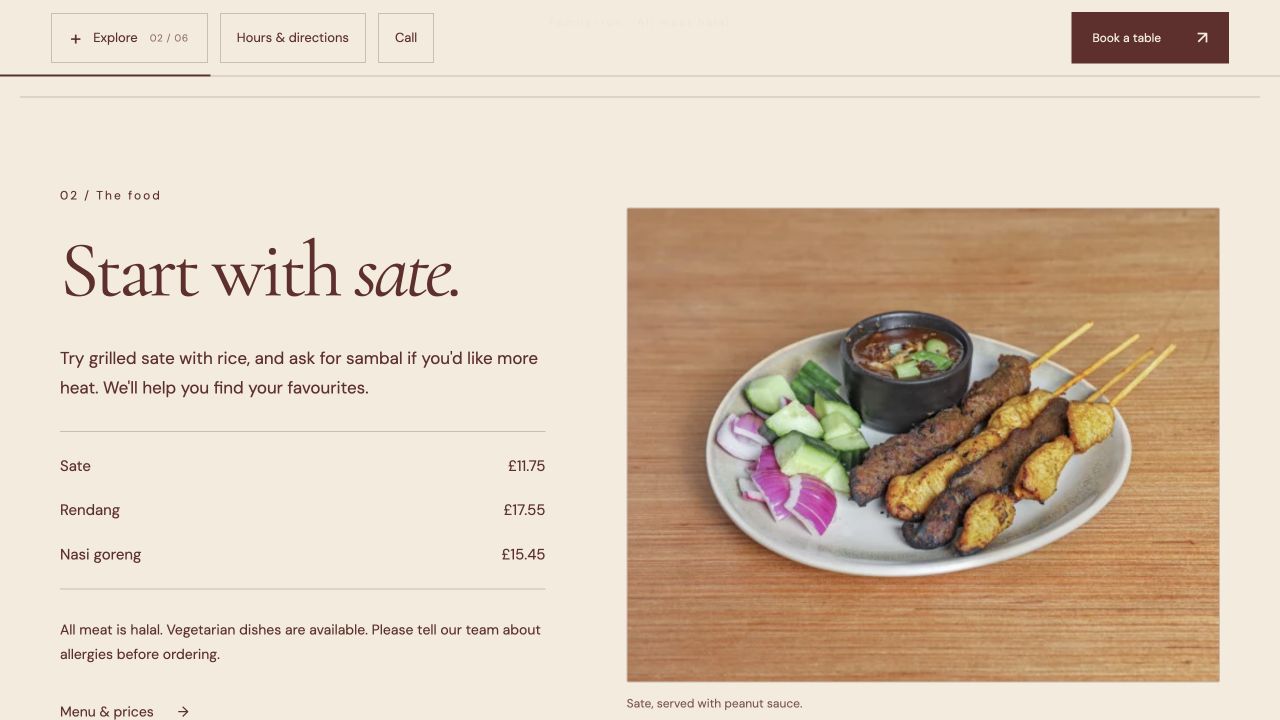 Explore 02 / 06
Hours & directions
Call
Book a table
02 / The food
Start with sate.
Try grilled sate with rice, and ask for sambal if you'd like more
heat. We'll help you find your favourites.
Sate £11.75
Rendang £17.55
Nasi goreng £15.45
All meat is halal. Vegetarian dishes are available. Please tell our team about
allergies before ordering.
Menu & prices
Sate, served with peanut sauce.